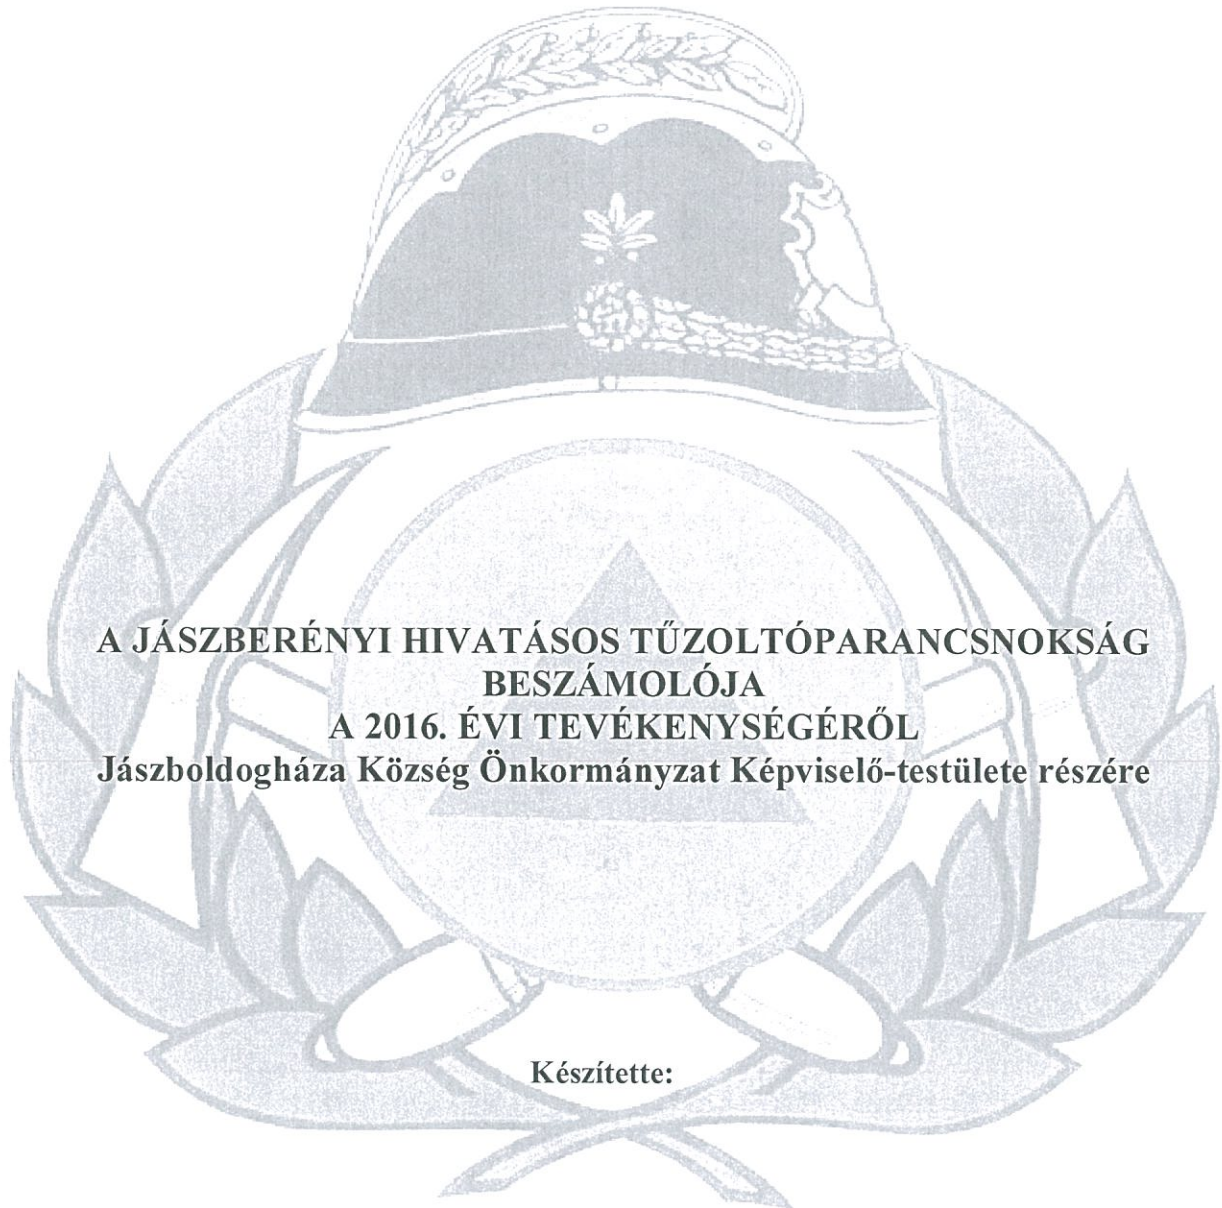 A JÁSZBERÉNYI HIVATÁSOS TŰZOLTÓPARANCSNOKSÁG
BESZÁMOLÓJA
A 2016. ÉVI TEVÉKENYSÉGÉRŐL
Jászboldogháza Község Önkormányzat Képviselő-testülete részére
Készítette: